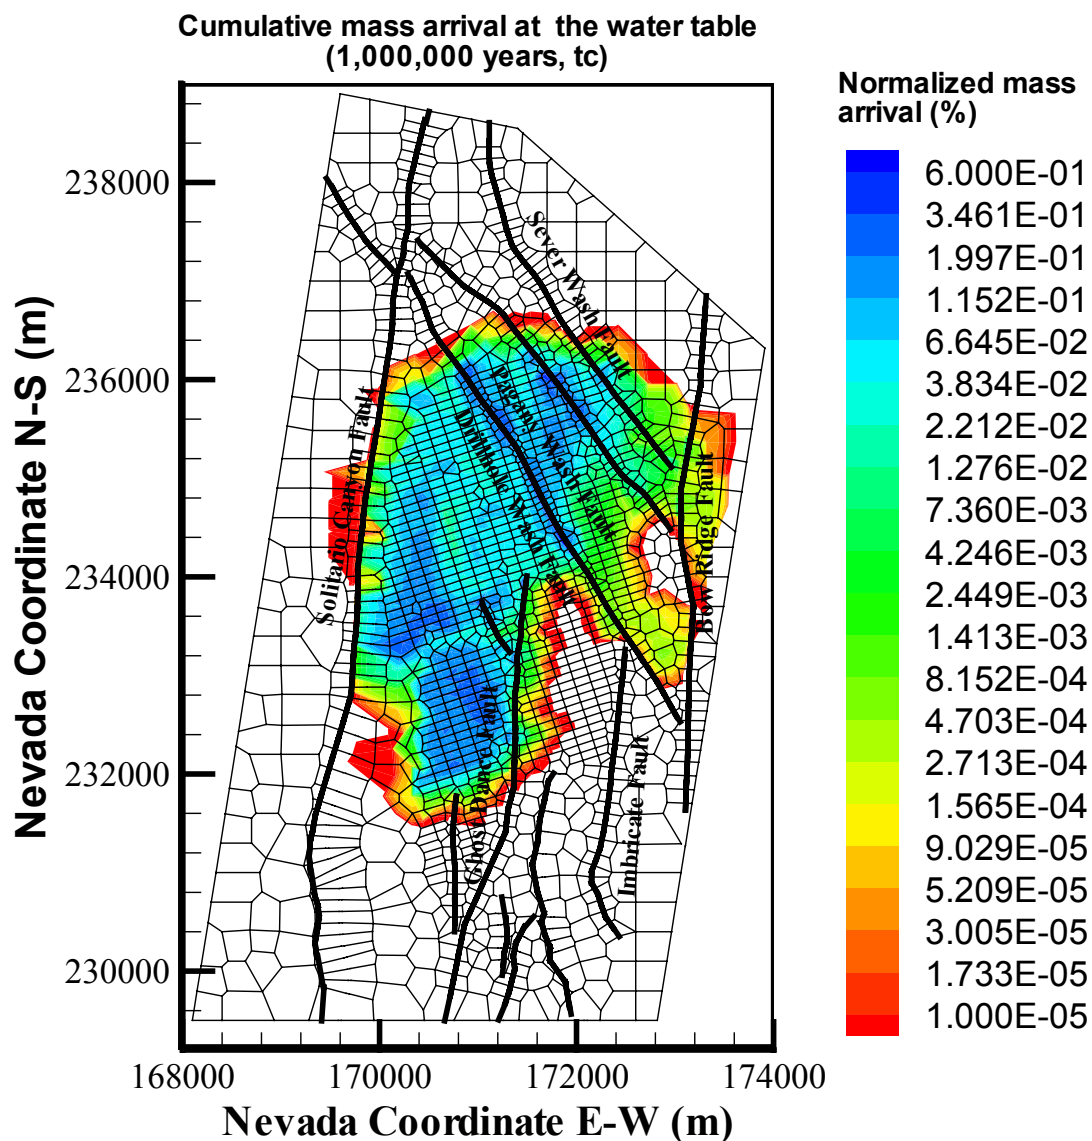 Cumulative mass arrival at the water table
(1,000,000 years, tc)
Normalized mass
arrival (%)
6.000E-01
3.461E-01
1.997E-01
1.152E-01
6.645E-02
3.834E-02
2.212E-02
1.276E-02
7.360E-03
4.246E-03
2.449E-03
1.413E-03
8.152E-04
4.703E-04
2.713E-04
1.565E-04
9.029E-05
5.209E-05
3.005E-05
1.733E-05
1.000E-05
Nevada Coordinate N-S (m)
238000
236000
234000
232000
230000
Sever Wash Fault
Pagany Wash Fault
Drillhole Wash Fault
Solitario Canyon Fault
Bow Ridge Fault
Ghost Dance Fault
Imbricate Fault
168000
170000
172000
174000
Nevada Coordinate E-W (m)